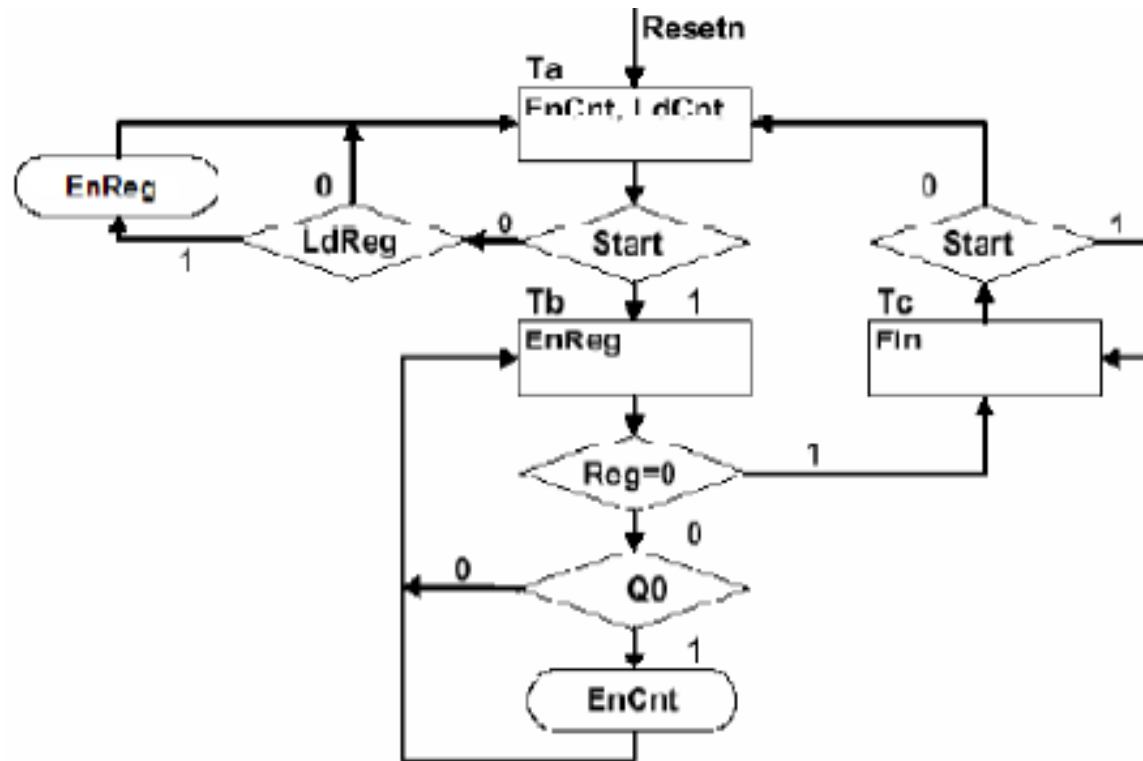 Resetn
Ta
EnCnt, LdCnt
EnReg
0
0
0
LdReg
Start
Start
1
1
1
Tb
Tc
EnReg
Fin
Reg=0
1
0
0
Q0
1
EnCnt